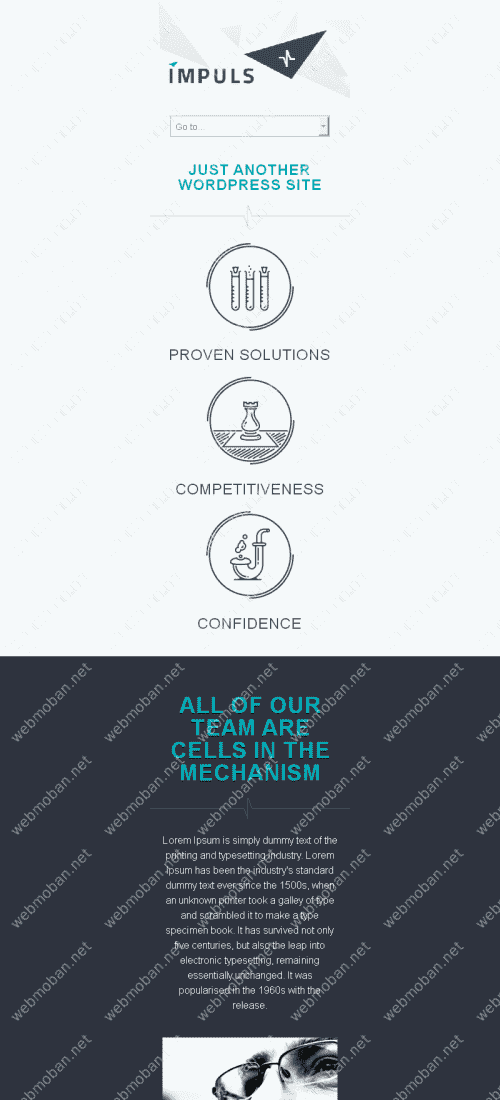 IMPULS
Go to...
JUST ANOTHER
WORDPRESS SITE
PROVEN SOLUTIONS
COMPETITIVENESS
CONFIDENCE
ALL OF OUR
TEAM ARE
CELLS IN THE
MECHANISM
Lorem Ipsum is simply dummy text of the
printing and typesetting industry. Lorem
Ipsum has been the industry's standard
dummy text ever since the 1500s, when
an unknown printer took a galley of type
and scrambled it to make a type
specimen book. It has survived not only
five centuries, but also the leap into
electronic typesetting, remaining
essentially unchanged. It was
popularised in the 1960s with the
release.
webmoban.net